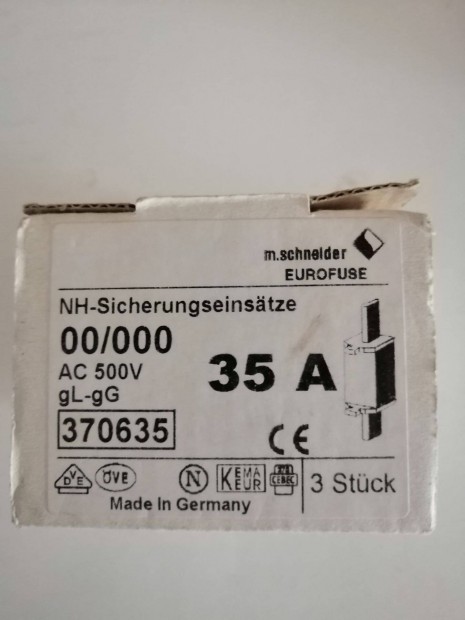 m.schneider
EUROFUSE
NH-Sicherungseinsätze
00/000
AC 500V
35 A
gL-gG
370635
CE
VDE ÖVE N KEMA KEUR CEBEC
3 Stück
Made In Germany